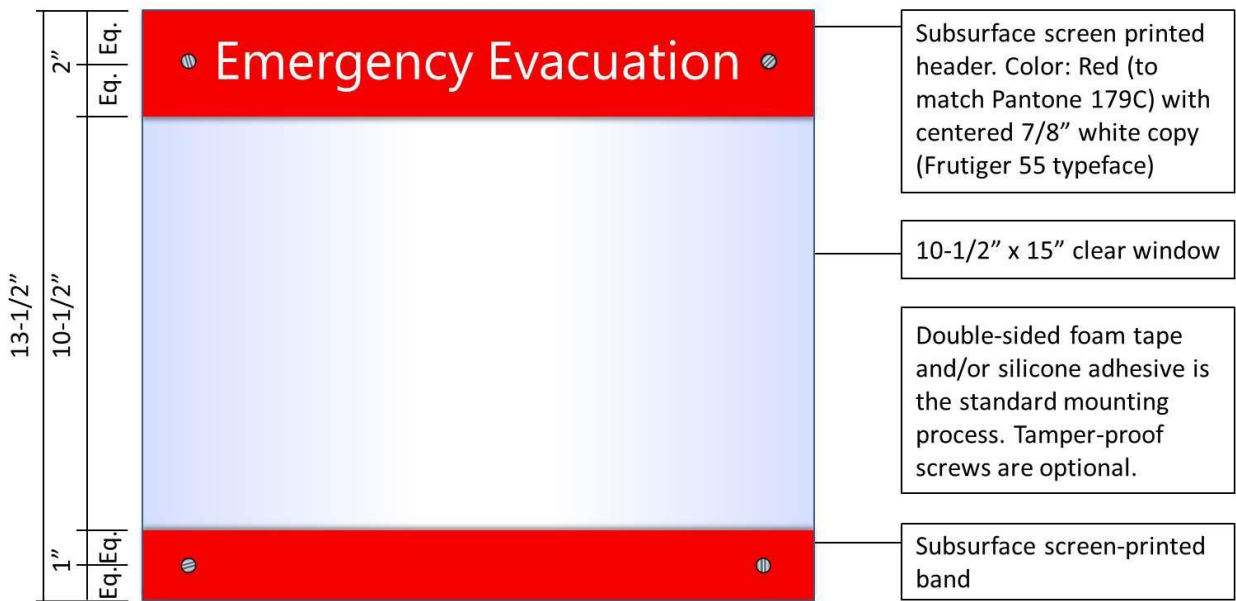 Emergency Evacuation
Eq.
2”
Eq.
13-1/2”
10-1/2”
Eq.
1”
Eq.
Subsurface screen printed
header. Color: Red (to
match Pantone 179C) with
centered 7/8” white copy
(Frutiger 55 typeface)
10-1/2” x 15” clear window
Double-sided foam tape
and/or silicone adhesive is
the standard mounting
process. Tamper-proof
screws are optional.
Subsurface screen-printed
band